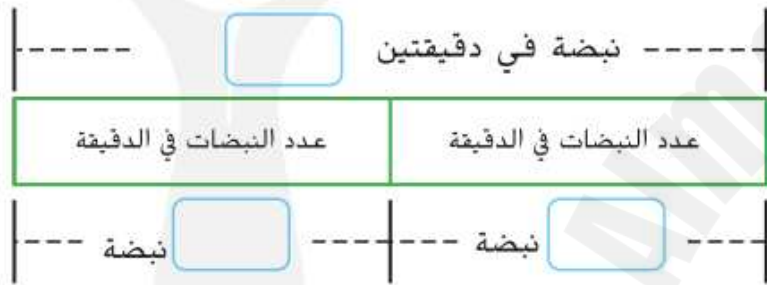 نبضة في دقيقتين
عدد النبضات في الدقيقة عدد النبضات في الدقيقة
نبضة نبضة